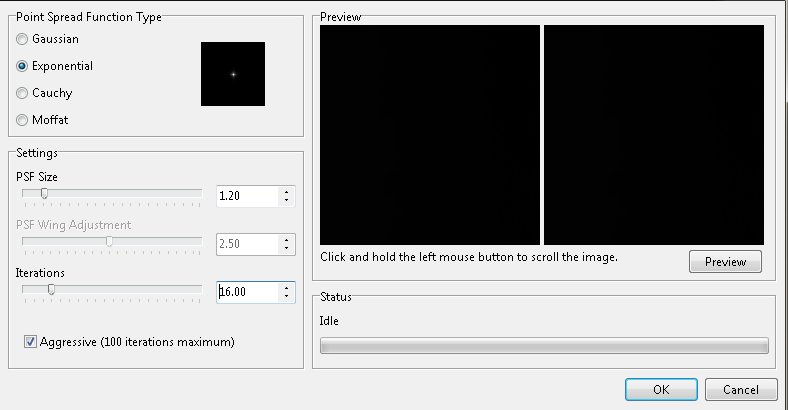 Point Spread Function Type
Gaussian
Exponential
Cauchy
Moffat
Settings
PSF Size
1.20
PSF Wing Adjustment
2.50
Iterations
16.00
Aggressive (100 iterations maximum)
Preview
Click and hold the left mouse button to scroll the image.
Preview
Status
Idle
OK
Cancel